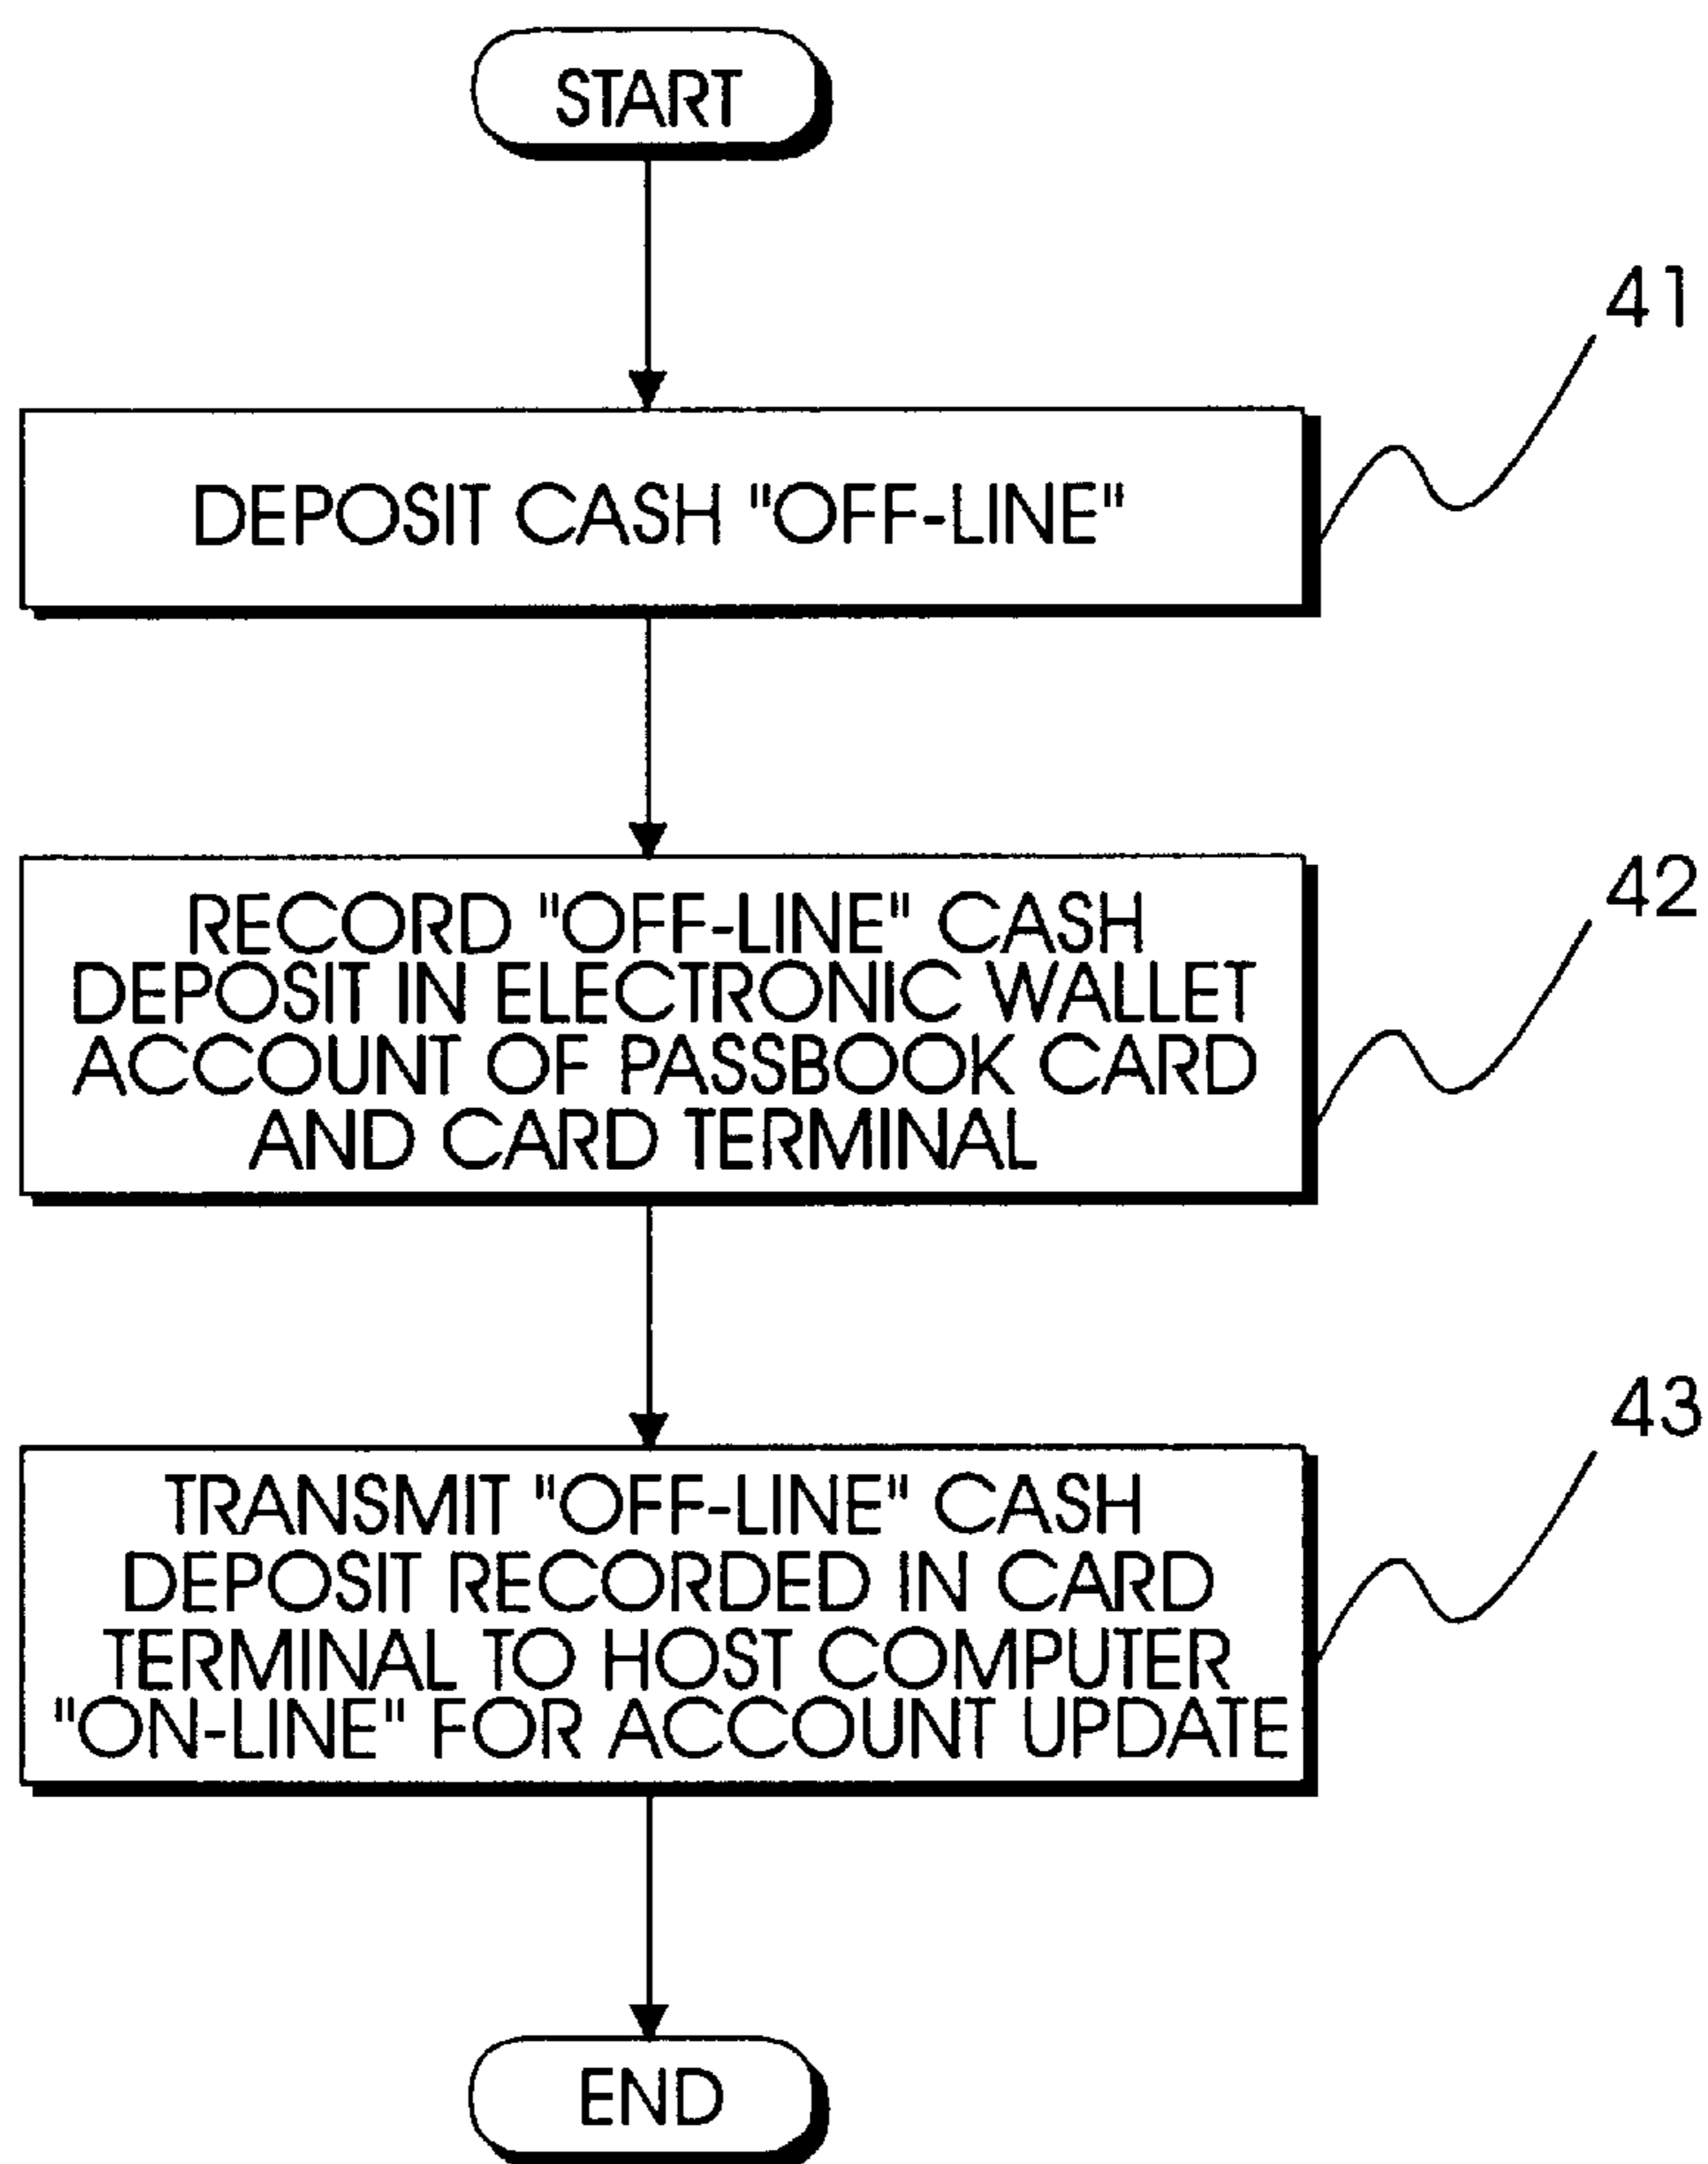 START
41
DEPOSIT CASH "OFF-LINE"
42
RECORD "OFF-LINE" CASH
DEPOSIT IN ELECTRONIC WALLET
ACCOUNT OF PASSBOOK CARD
AND CARD TERMINAL
43
TRANSMIT "OFF-LINE" CASH
DEPOSIT RECORDED IN CARD
TERMINAL TO HOST COMPUTER
"ON-LINE" FOR ACCOUNT UPDATE
END